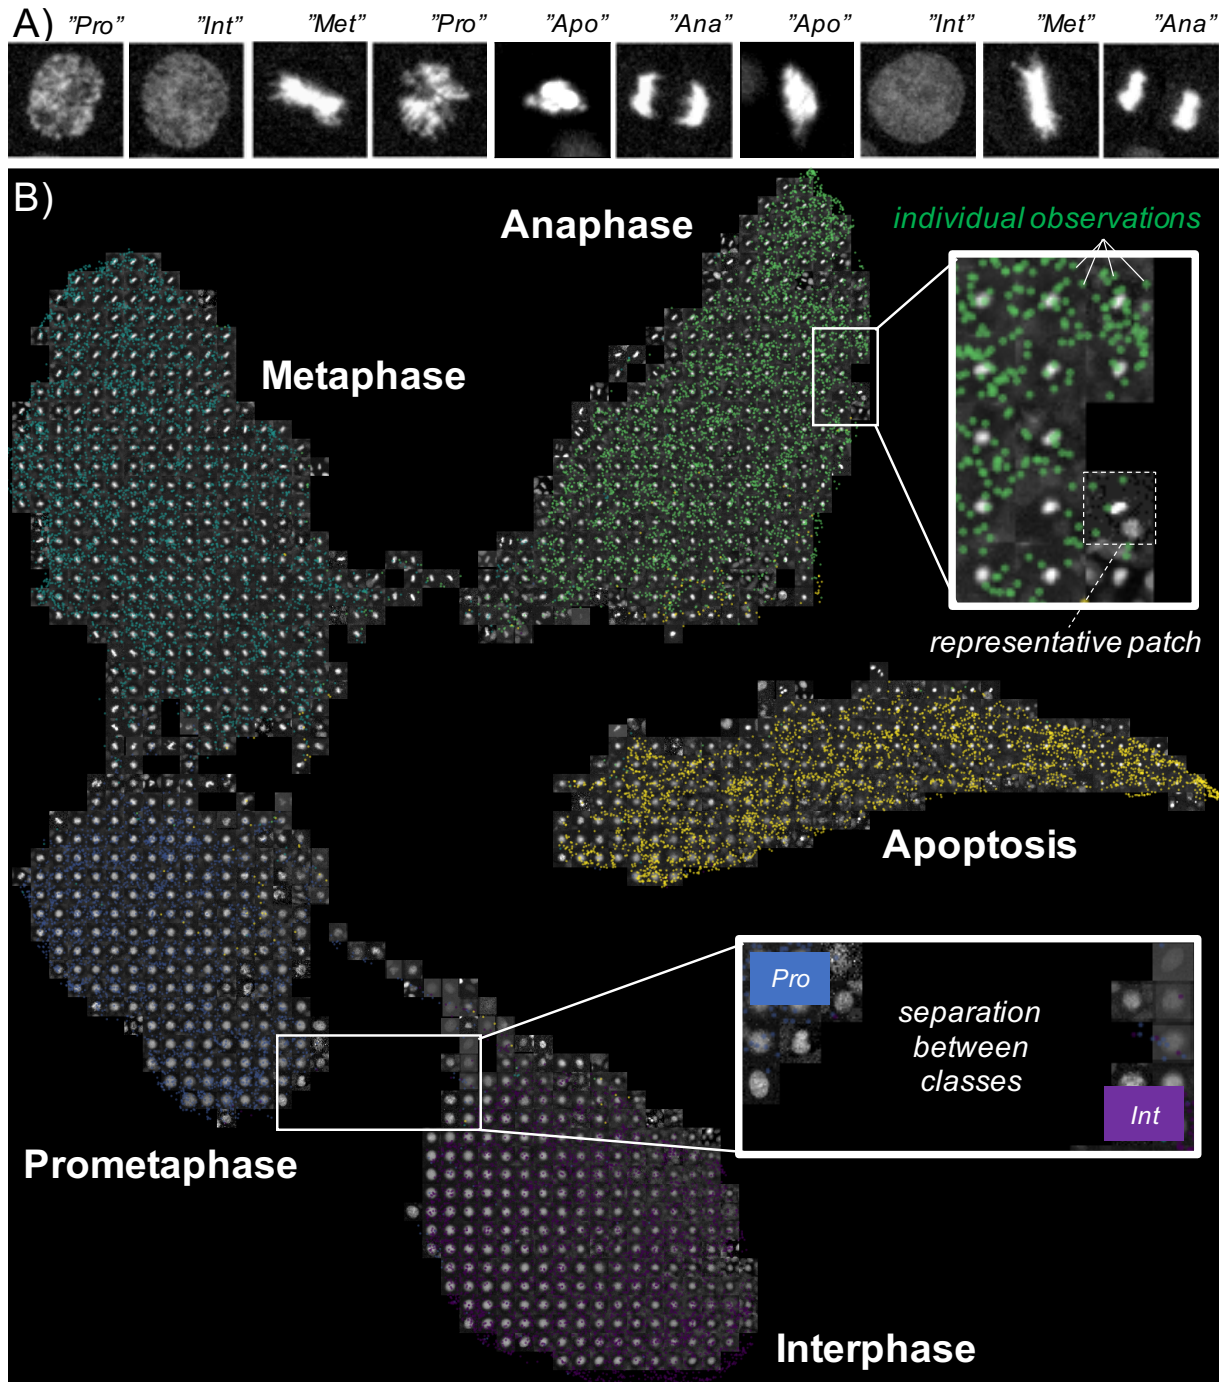 A)
”Pro” ”Int” ”Met” ”Pro” ”Apo” ”Ana” ”Apo” ”Int” ”Met” ”Ana”
B)
Anaphase
individual observations
Metaphase
representative patch
Apoptosis
Pro
separation
between
classes
Int
Prometaphase
Interphase